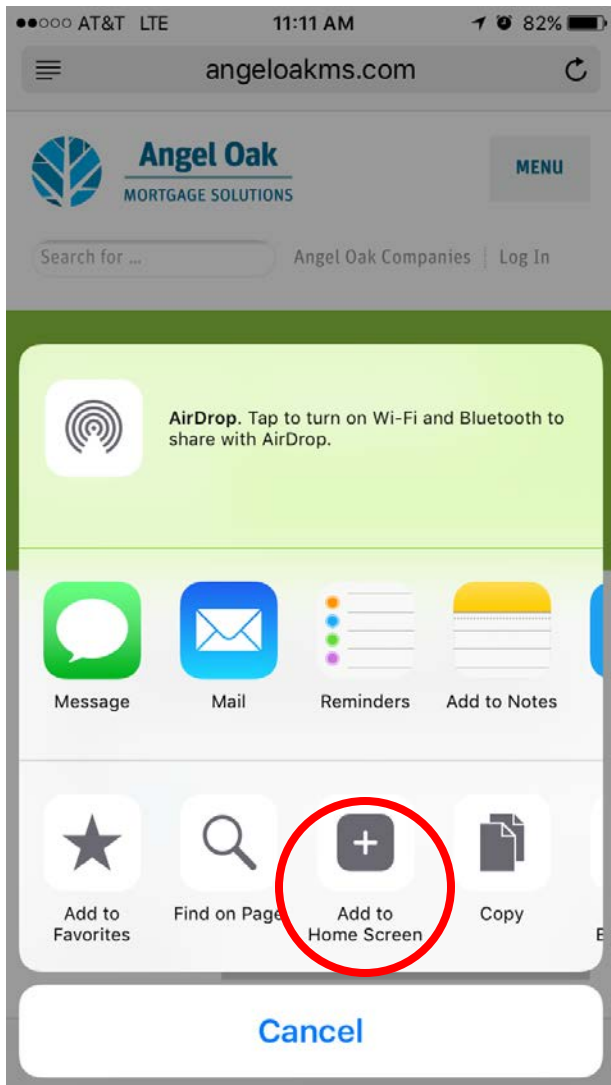 AT&T LTE 11:11 AM 82%
angeloakms.com
Angel Oak
MORTGAGE SOLUTIONS
MENU
Search for ... Angel Oak Companies Log In
AirDrop. Tap to turn on Wi-Fi and Bluetooth to
share with AirDrop.
Message Mail Reminders Add to Notes
Add to
Favorites
Find on Page
Add to
Home Screen
Copy
Cancel